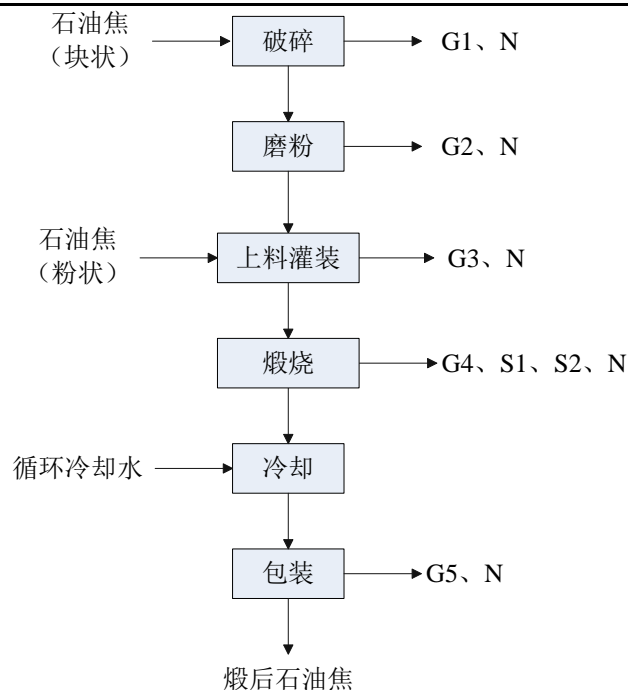 石油焦
（块状）
破碎
G1、N
磨粉
G2、N
石油焦
（粉状）
上料灌装
G3、N
煅烧
G4、S1、S2、N
循环冷却水
冷却
包装
G5、N
煅后石油焦